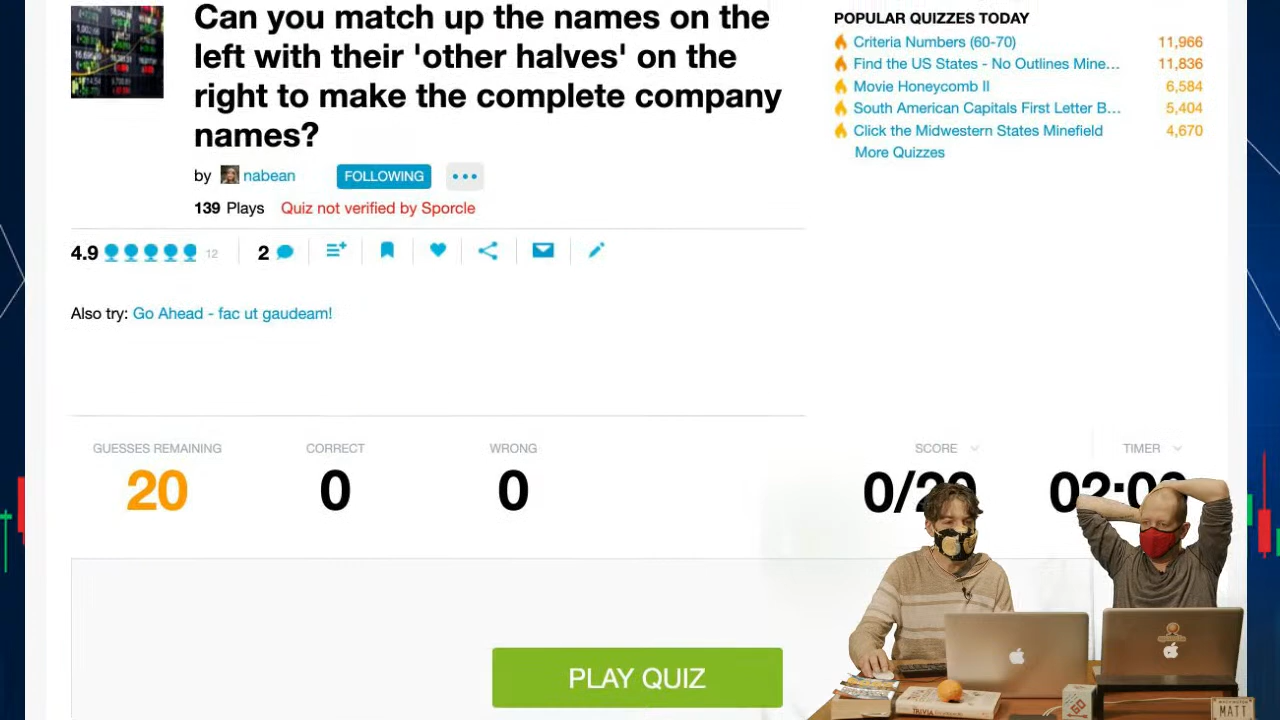 Can you match up the names on the
left with their 'other halves' on the
right to make the complete company
names?
by nabean FOLLOWING
139 Plays Quiz not verified by Sporcle
4.9 12 2
Also try: Go Ahead - fac ut gaudeam!
POPULAR QUIZZES TODAY
Criteria Numbers (60-70) 11,966
Find the US States - No Outlines Mine... 11,836
Movie Honeycomb II 6,584
South American Capitals First Letter B... 5,404
Click the Midwestern States Minefield 4,670
More Quizzes
GUESSES REMAINING CORRECT WRONG SCORE TIMER
20 0 0
PLAY QUIZ
TRIVIA
MATT